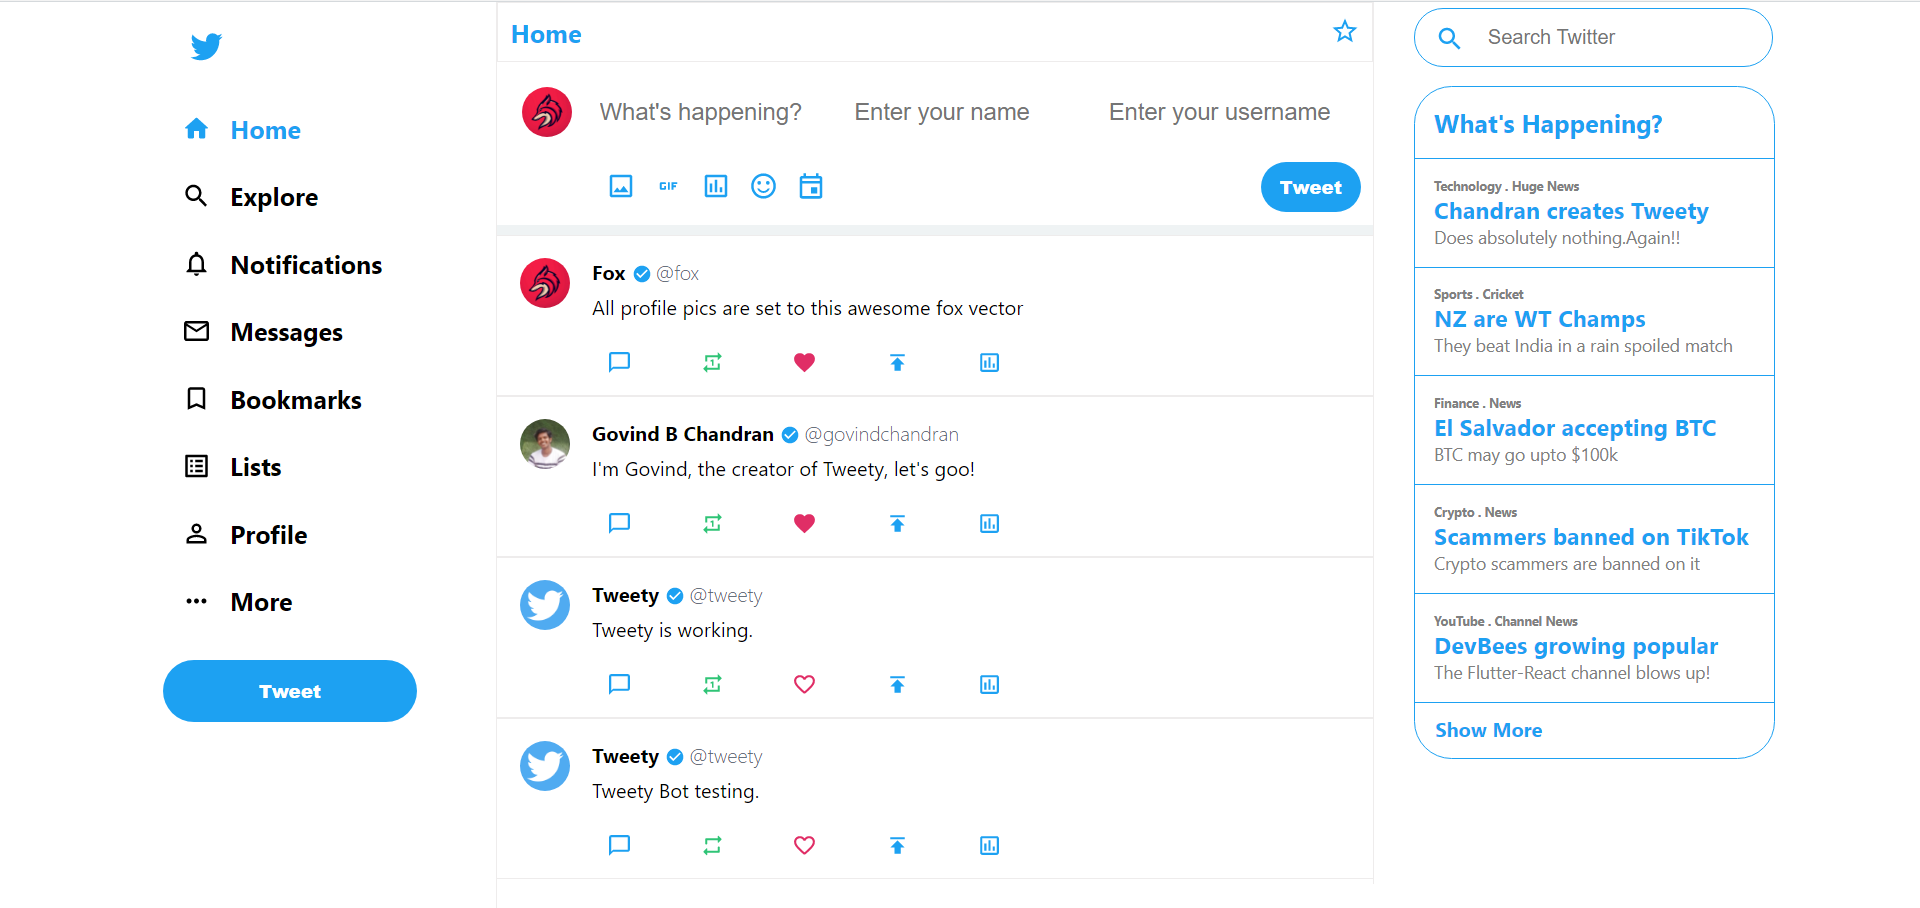 Home
Explore
Notifications
Messages
Bookmarks
Lists
Profile
More
Tweet
Home
What's happening? Enter your name Enter your username
GIF
Tweet
Fox @fox
All profile pics are set to this awesome fox vector
1
Govind B Chandran @govindchandran
I'm Govind, the creator of Tweety, let's goo!
1
Tweety @tweety
Tweety is working.
1
Tweety @tweety
Tweety Bot testing.
Search Twitter
What's Happening?
Technology . Huge News
Chandran creates Tweety
Does absolutely nothing.Again!!
Sports . Cricket
NZ are WT Champs
They beat India in a rain spoiled match
Finance . News
El Salvador accepting BTC
BTC may go upto $100k
Crypto . News
Scammers banned on TikTok
Crypto scammers are banned on it
YouTube . Channel News
DevBees growing popular
The Flutter-React channel blows up!
Show More